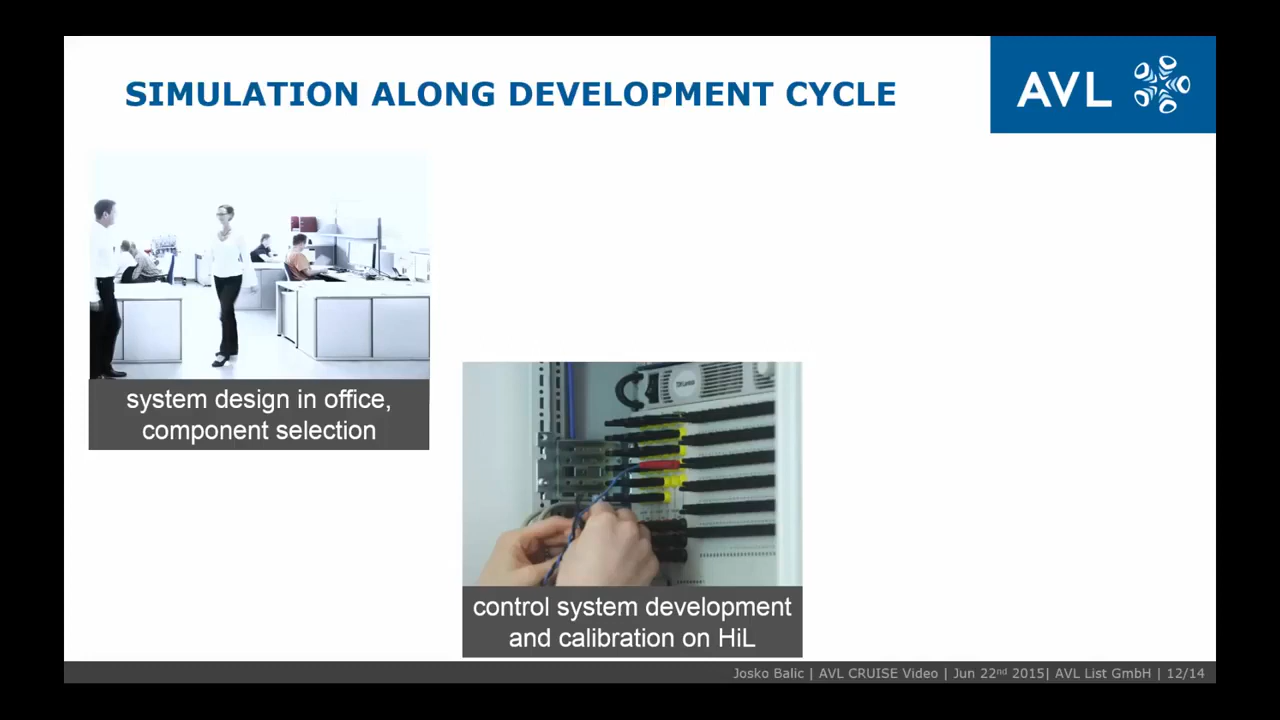 SIMULATION ALONG DEVELOPMENT CYCLE
AVL
system design in office,
component selection
control system development
and calibration on HiL
Josko Balic | AVL CRUISE Video | Jun 22nd 2015| AVL List GmbH | 12/14